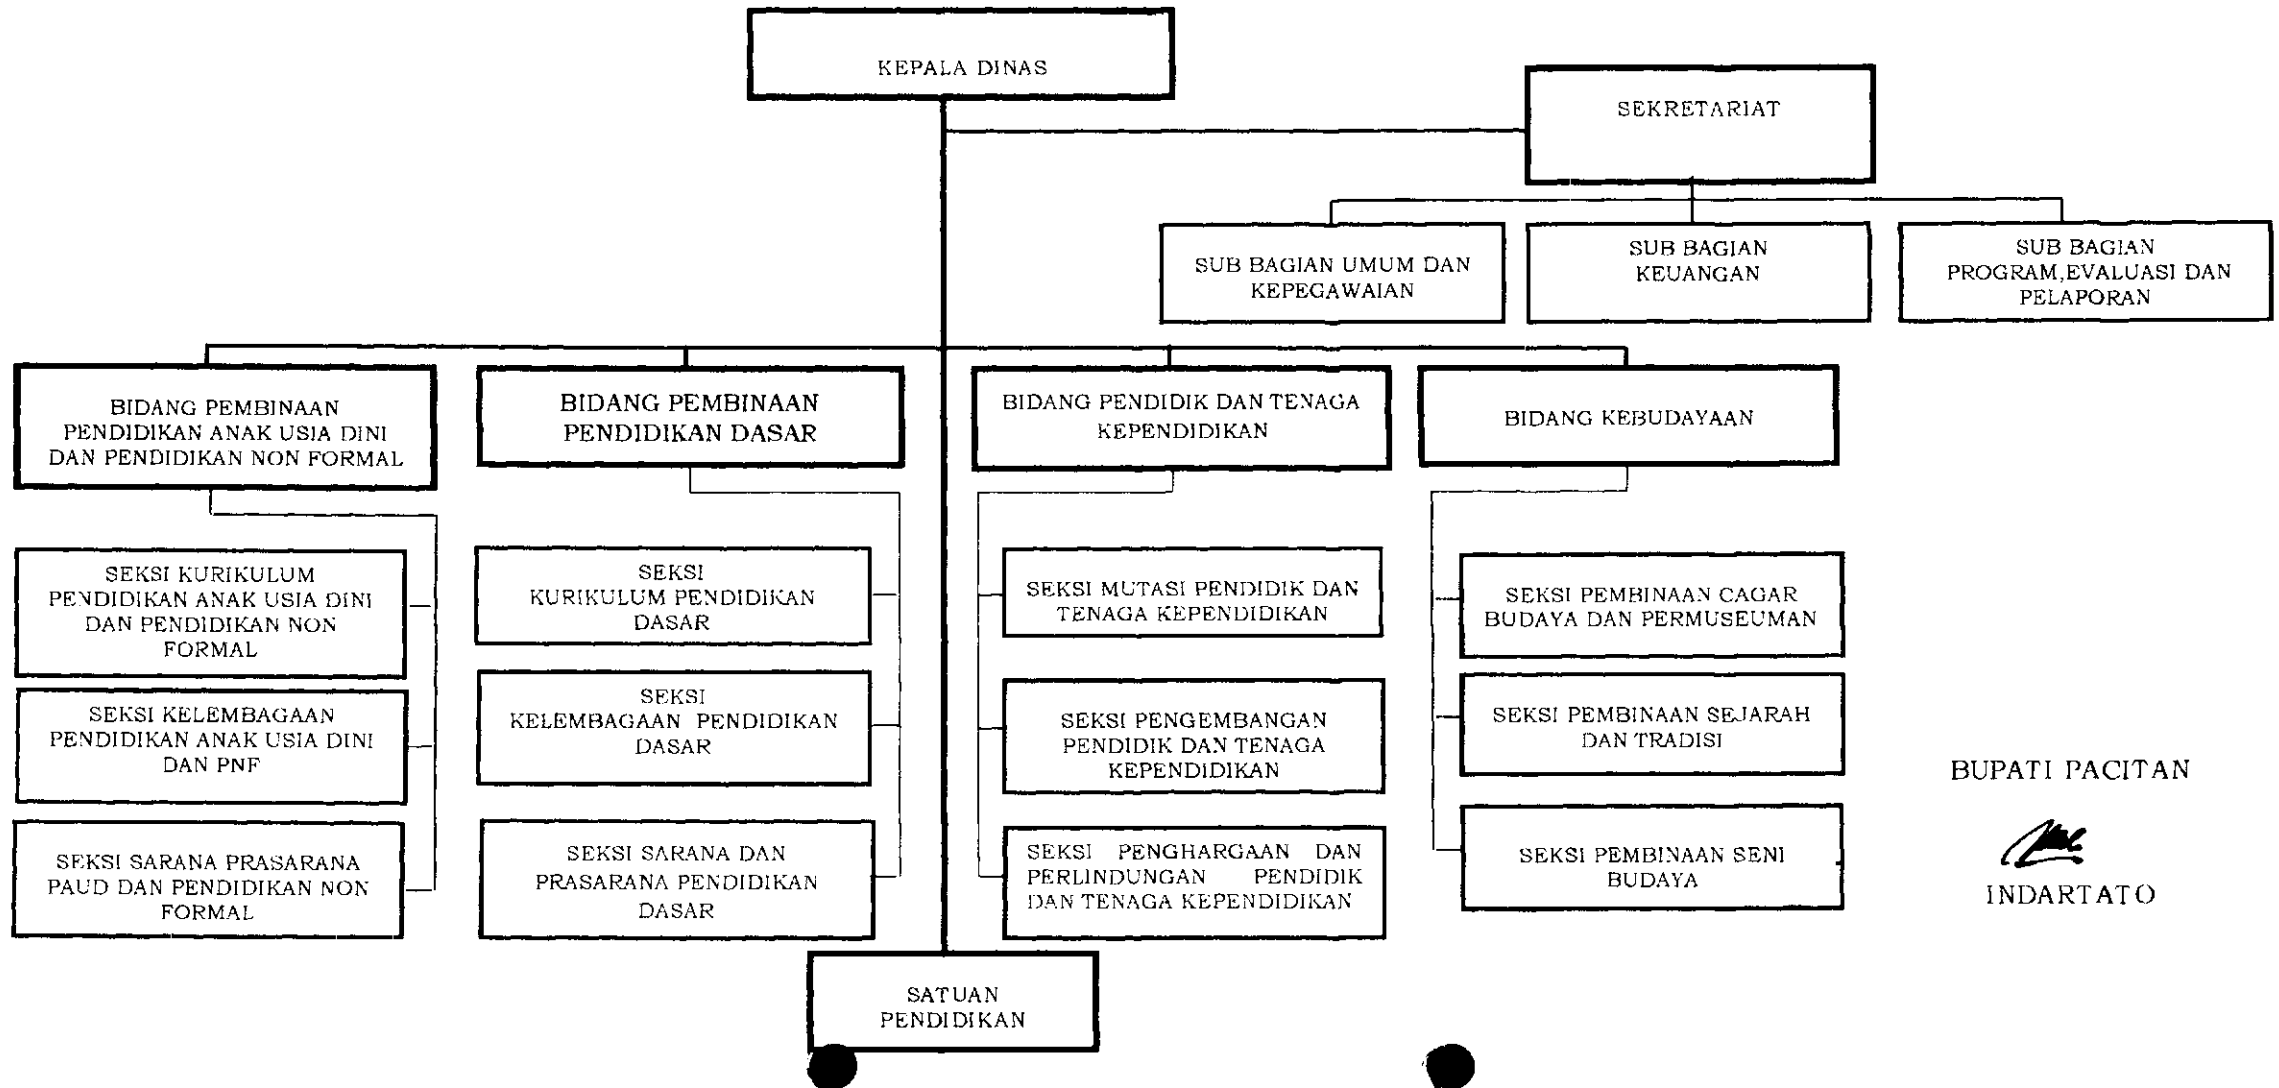 KEPALA DINAS
SEKRETARIAT
SUB BAGIAN UMUM DAN
KEPEGAWAIAN
SUB BAGIAN
KEUANGAN
SUB BAGIAN
PROGRAM,EVALUASI DAN
PELAPORAN
BIDANG PEMBINAAN
PENDIDIKAN ANAK USIA DINI
DAN PENDIDIKAN NON FORMAL
BIDANG PEMBINAAN
PENDIDIKAN DASAR
BIDANG PENDIDIK DAN TENAGA
KEPENDIDIKAN
BIDANG KEBUDAYAAN
SEKSI KURIKULUM
PENDIDIKAN ANAK USIA DINI
DAN PENDIDIKAN NON
FORMAL
SEKSI KELEMBAGAAN
PENDIDIKAN ANAK USIA DINI
DAN PNF
SEKSI SARANA PRASARANA
PAUD DAN PENDIDIKAN NON
FORMAL
SEKSI
KURIKULUM PENDIDIKAN
DASAR
SEKSI
KELEMBAGAAN PENDIDIKAN
DASAR
SEKSI SARANA DAN
PRASARANA PENDIDIKAN
DASAR
SEKSI MUTASI PENDIDIK DAN
TENAGA KEPENDIDIKAN
SEKSI PENGEMBANGAN
PENDIDIK DAN TENAGA
KEPENDIDIKAN
SEKSI PENGHARGAAN DAN
PERLINDUNGAN PENDIDIK
DAN TENAGA KEPENDIDIKAN
SEKSI PEMBINAAN CAGAR
BUDAYA DAN PERMUSEUMAN
SEKSI PEMBINAAN SEJARAH
DAN TRADISI
SEKSI PEMBINAAN SENI
BUDAYA
SATUAN
PENDIDIKAN
BUPATI PACITAN
INDARTATO